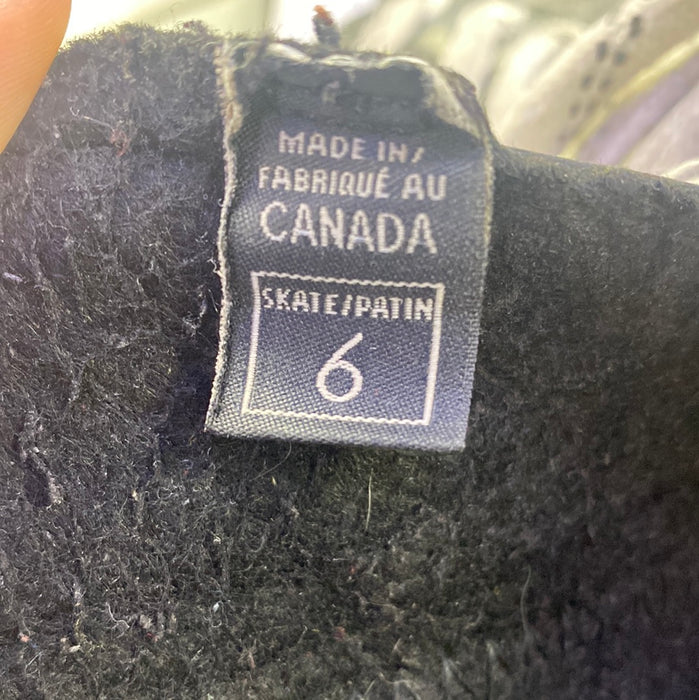 MADE IN/
FABRIQUÉ AU
CANADA
SKATE/PATIN
6